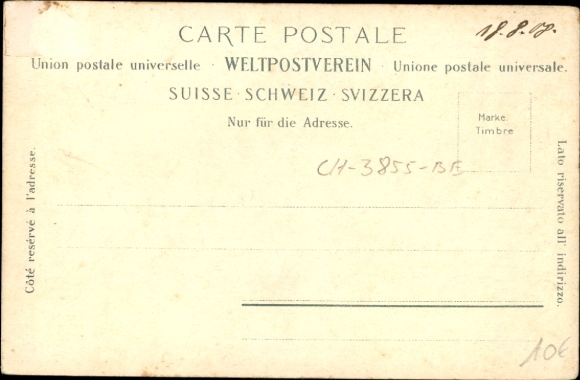 18.8.08.
CARTE POSTALE
Union postale universelle · WELTPOSTVEREIN · Unione postale universale.
SUISSE · SCHWEIZ · SVIZZERA
Nur für die Adresse.
Marke.
Timbre
CH-3855-BE
Côté reservé à l'adresse.
Lato riservato all' indirizzo.
10€